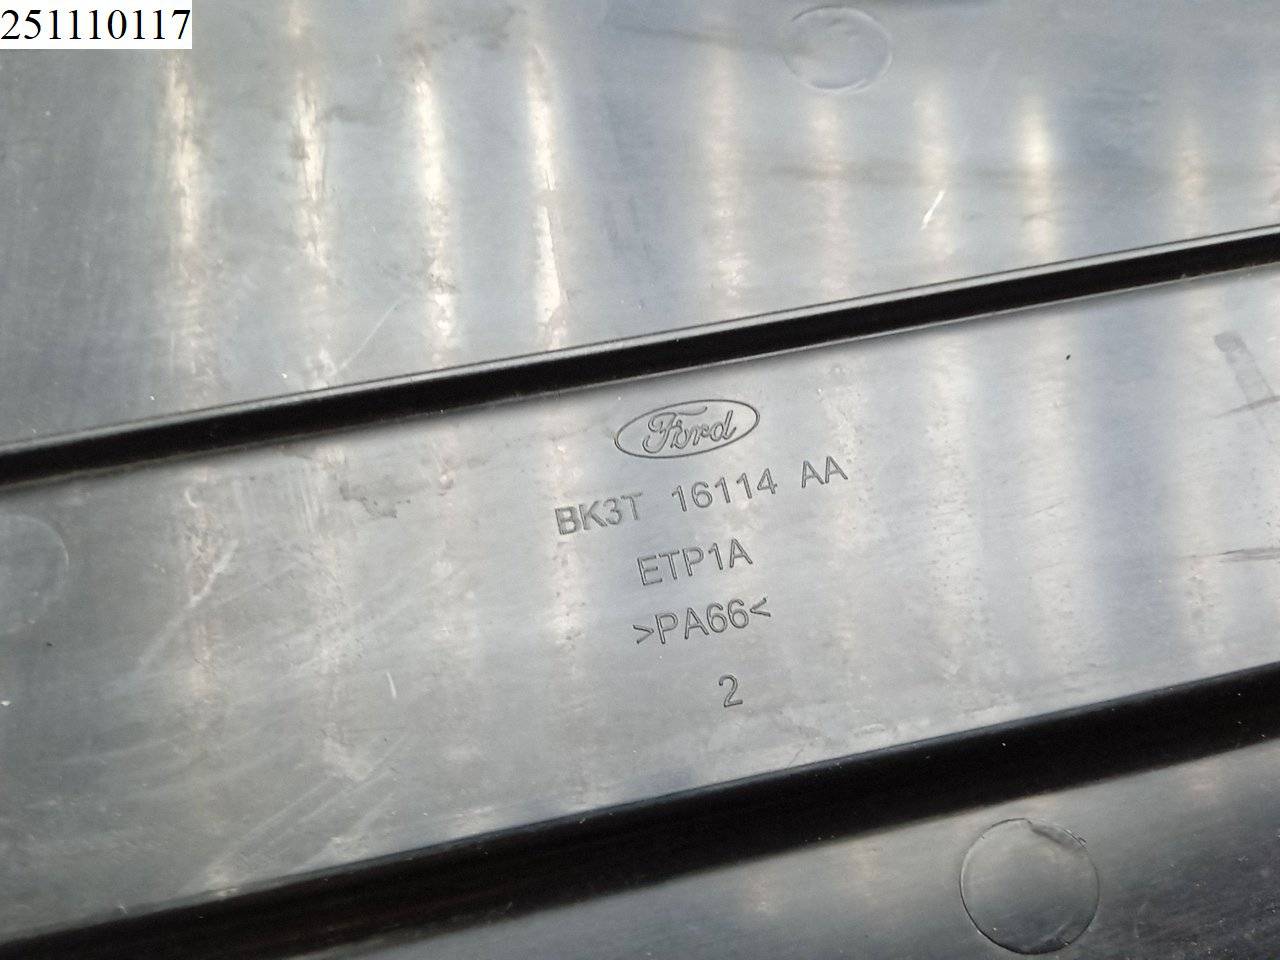 251110117
Ford
BK3T 16114 AA
ETP1A
>PA66<
2